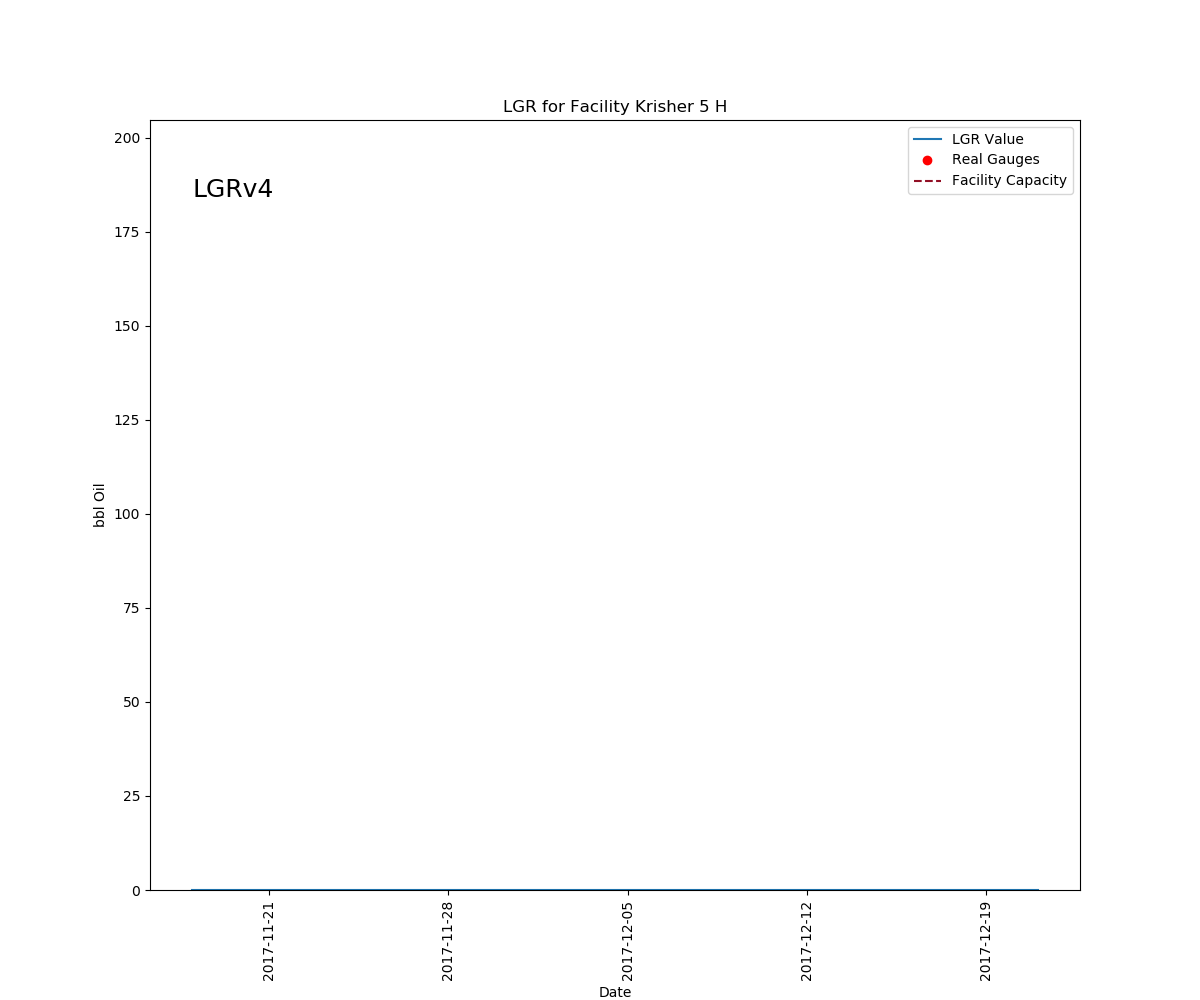 LGR for Facility Krisher 5 H
LGRv4
LGR Value
Real Gauges
Facility Capacity
200
175
150
125
100
75
50
25
0
bbl Oil
2017-11-21
2017-11-28
2017-12-05
2017-12-12
2017-12-19
Date